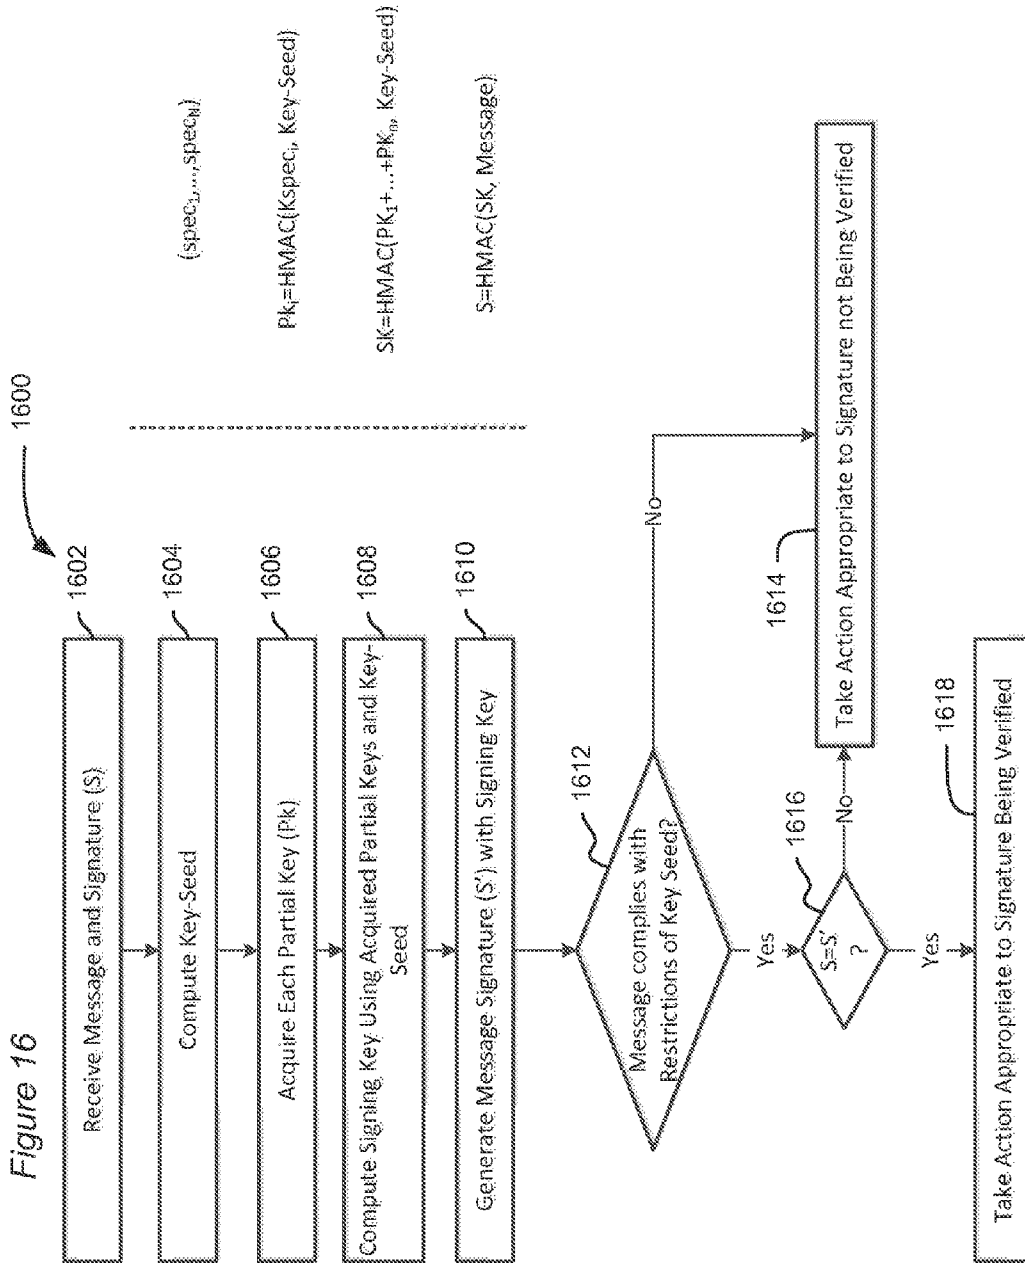 Figure 16
1600
Receive Message and Signature (S)
1602
Compute Key-Seed
1604
(spec₁,...,specN)
Acquire Each Partial Key (Pk)
1606
Pkᵢ=HMAC(Kspecᵢ, Key-Seed)
Compute Signing Key Using Acquired Partial Keys and Key-
Seed
1608
SK=HMAC(PK₁+...+PKₙ, Key-Seed)
Generate Message Signature (S') with Signing Key
1610
S=HMAC(SK, Message)
Message complies with
Restrictions of Key Seed?
1612
No
Yes
S=S'
?
1616
No
Take Action Appropriate to Signature not Being Verified
1614
Yes
Take Action Appropriate to Signature Being Verified
1618